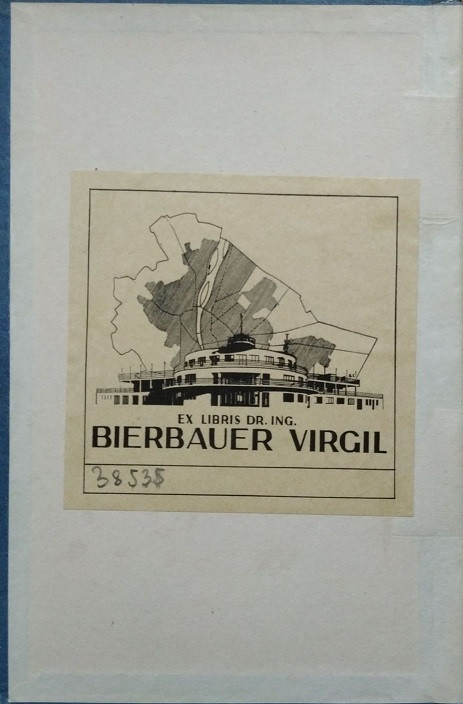 EX LIBRIS DR. ING.
BIERBAUER VIRGIL
38535